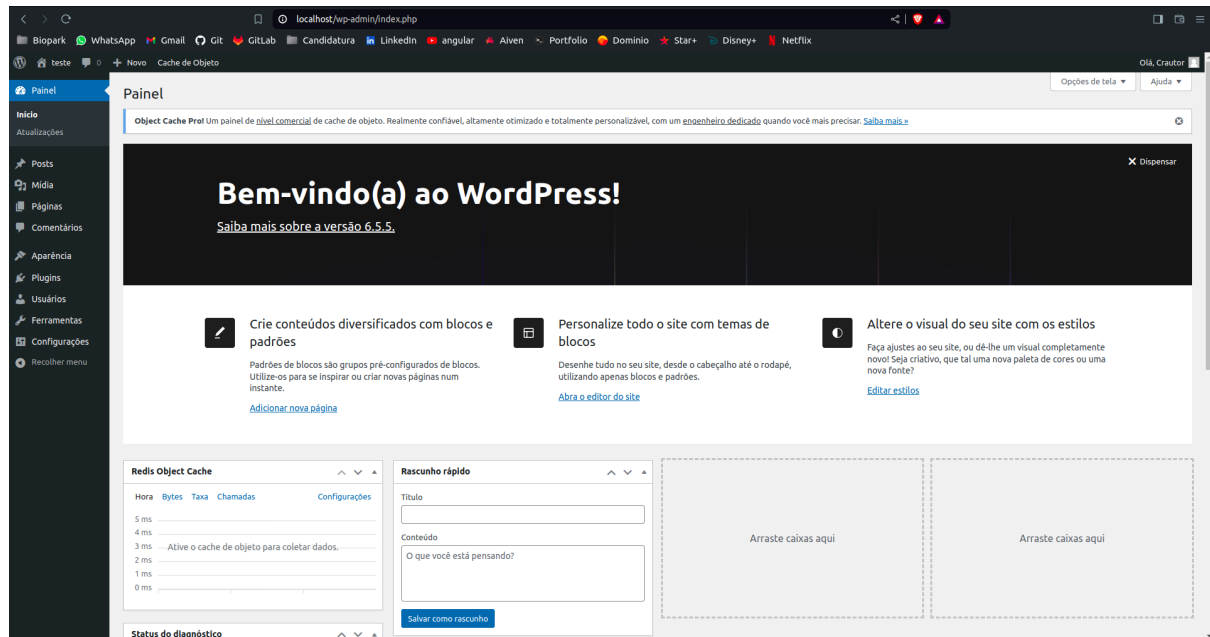 localhost/wp-admin/index.php
Biopark WhatsApp Gmail Git GitLab Candidatura LinkedIn angular Aiven Portfolio Dominio Star+ Disney+ Netflix
teste 0 Novo Cache de Objeto Olá, Crautor
Opções de tela Ajuda
Painel
Início
Atualizações
Posts
Mídia
Páginas
Comentários
Aparência
Plugins
Usuários
Ferramentas
Configurações
Recolher menu
Painel
Object Cache Pro! Um painel de nível comercial de cache de objeto. Realmente confiável, altamente otimizado e totalmente personalizável, com um engenheiro dedicado quando você mais precisar. Saiba mais »
Dispensar
Bem-vindo(a) ao WordPress!
Saiba mais sobre a versão 6.5.5.
Crie conteúdos diversificados com blocos e
padrões
Padrões de blocos são grupos pré-configurados de blocos.
Utilize-os para se inspirar ou criar novas páginas num
instante.
Adicionar nova página
Personalize todo o site com temas de
blocos
Desenhe tudo no seu site, desde o cabeçalho até o rodapé,
utilizando apenas blocos e padrões.
Abra o editor do site
Altere o visual do seu site com os estilos
Faça ajustes ao seu site, ou dê-lhe um visual completamente
novo! Seja criativo, que tal uma nova paleta de cores ou uma
nova fonte?
Editar estilos
Redis Object Cache
Hora Bytes Taxa Chamadas Configurações
5 ms
4 ms
3 ms Ative o cache de objeto para coletar dados.
2 ms
1 ms
0 ms
Status do diagnóstico
Rascunho rápido
Título
Conteúdo
O que você está pensando?
Salvar como rascunho
Arraste caixas aqui
Arraste caixas aqui